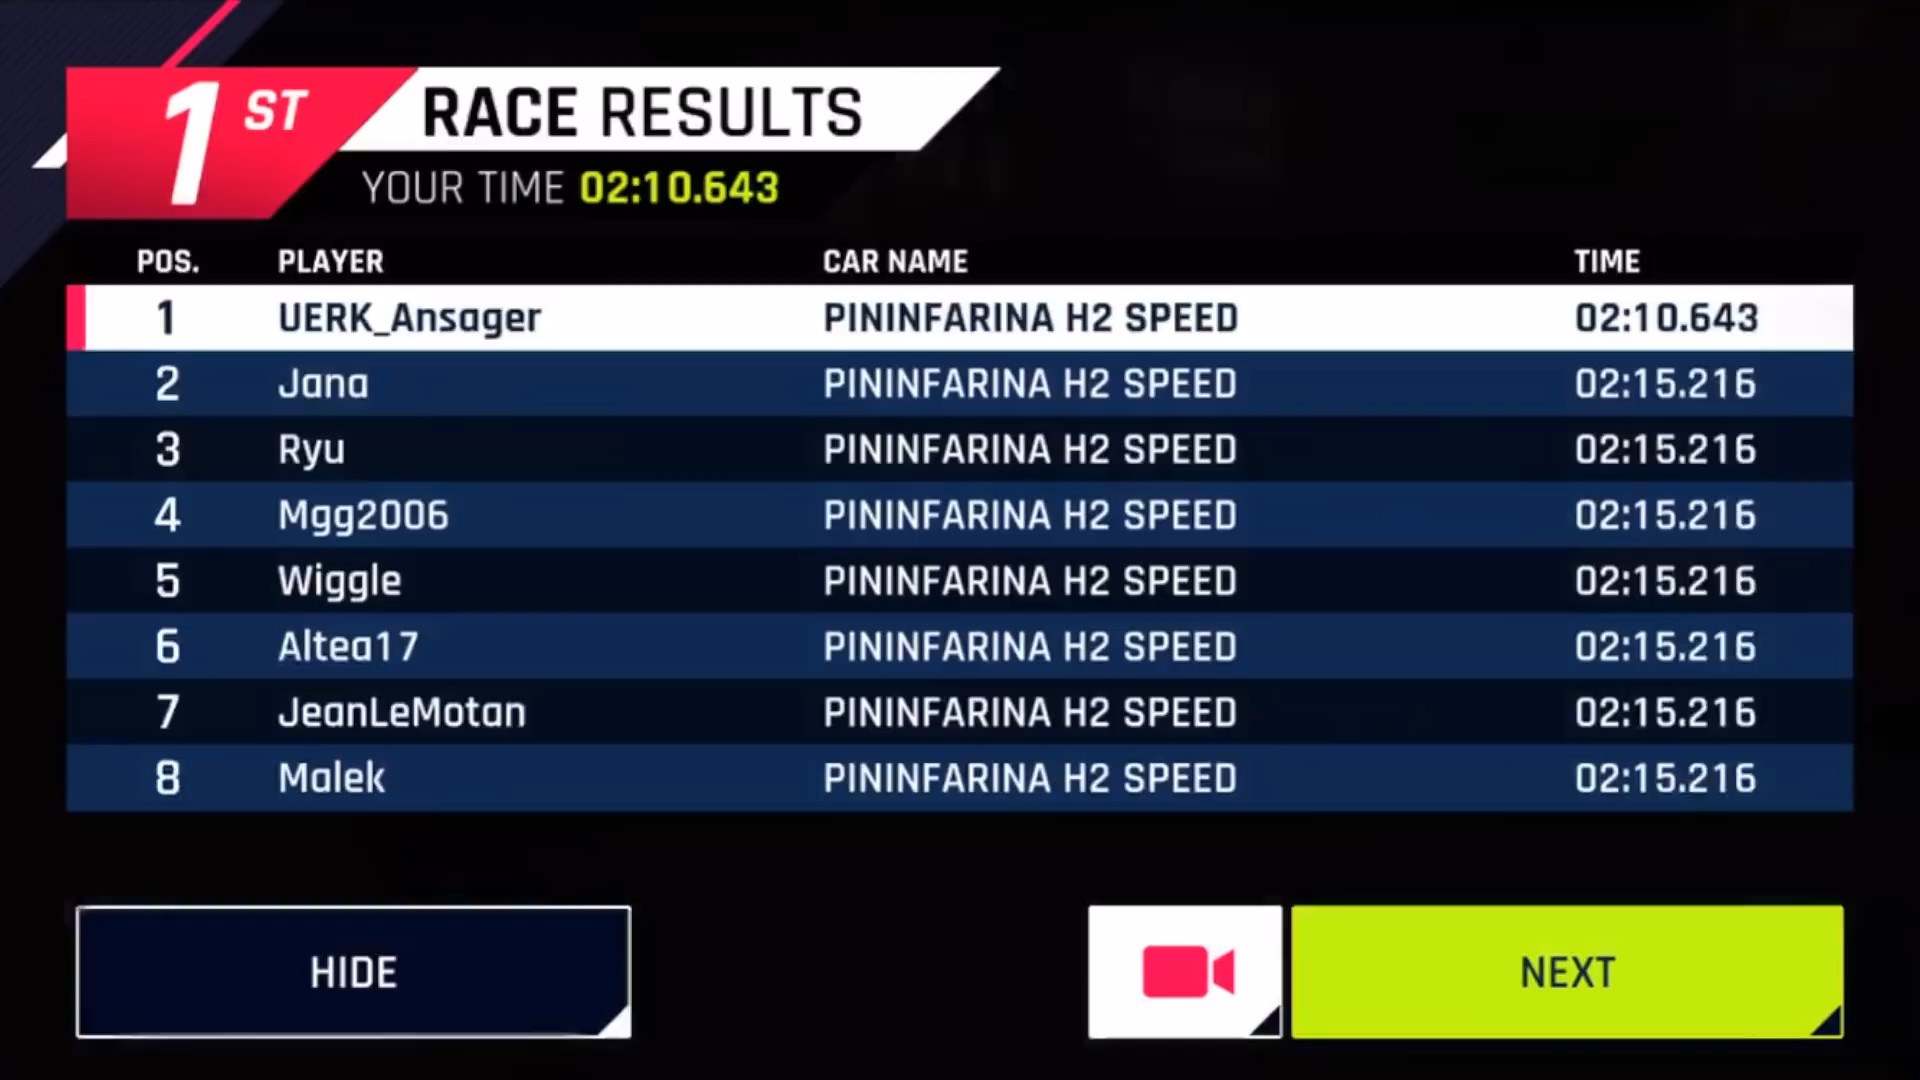 1ST
RACE RESULTS
YOUR TIME 02:10.643
POS. PLAYER CAR NAME TIME
1 UERK_Ansager PININFARINA H2 SPEED 02:10.643
2 Jana PININFARINA H2 SPEED 02:15.216
3 Ryu PININFARINA H2 SPEED 02:15.216
4 Mgg2006 PININFARINA H2 SPEED 02:15.216
5 Wiggle PININFARINA H2 SPEED 02:15.216
6 Altea17 PININFARINA H2 SPEED 02:15.216
7 JeanLeMotan PININFARINA H2 SPEED 02:15.216
8 Malek PININFARINA H2 SPEED 02:15.216
HIDE
NEXT